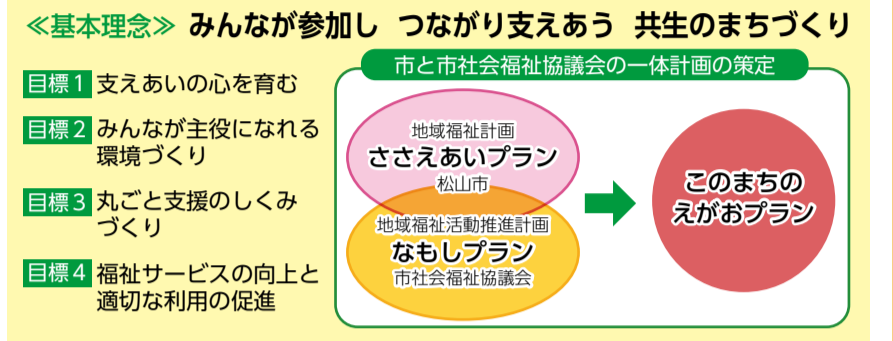 ≪基本理念≫ みんなが参加し つながり支えあう 共生のまちづくり
目標1 支えあいの心を育む
目標2 みんなが主役になれる
環境づくり
目標3 丸ごと支援のしくみ
づくり
目標4 福祉サービスの向上と
適切な利用の促進
市と市社会福祉協議会の一体計画の策定
地域福祉計画
ささえあいプラン
松山市
地域福祉活動推進計画
なもしプラン
市社会福祉協議会
このまちの
えがおプラン